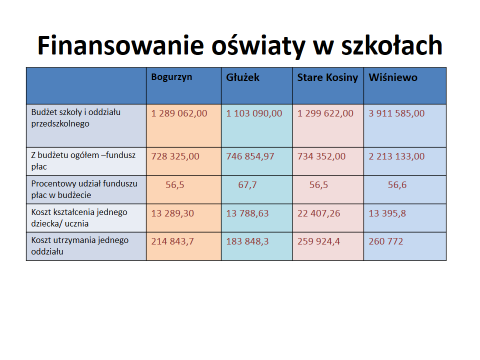 Finansowanie oświaty w szkołach
Bogurzyn Głużek Stare Kosiny Wiśniewo
Budżet szkoły i oddziału 1 289 062,00 1 103 090,00 1 299 622,00 3 911 585,00
przedszkolnego
Z budżetu ogółem –fundusz 728 325,00 746 854,97 734 352,00 2 213 133,00
płac
Procentowy udział funduszu 56,5 67,7 56,5 56,6
płac w budżecie
Koszt kształcenia jednego 13 289,30 13 788,63 22 407,26 13 395,8
dziecka/ ucznia
Koszt utrzymania jednego 214 843,7 183 848,3 259 924,4 260 772
oddziału